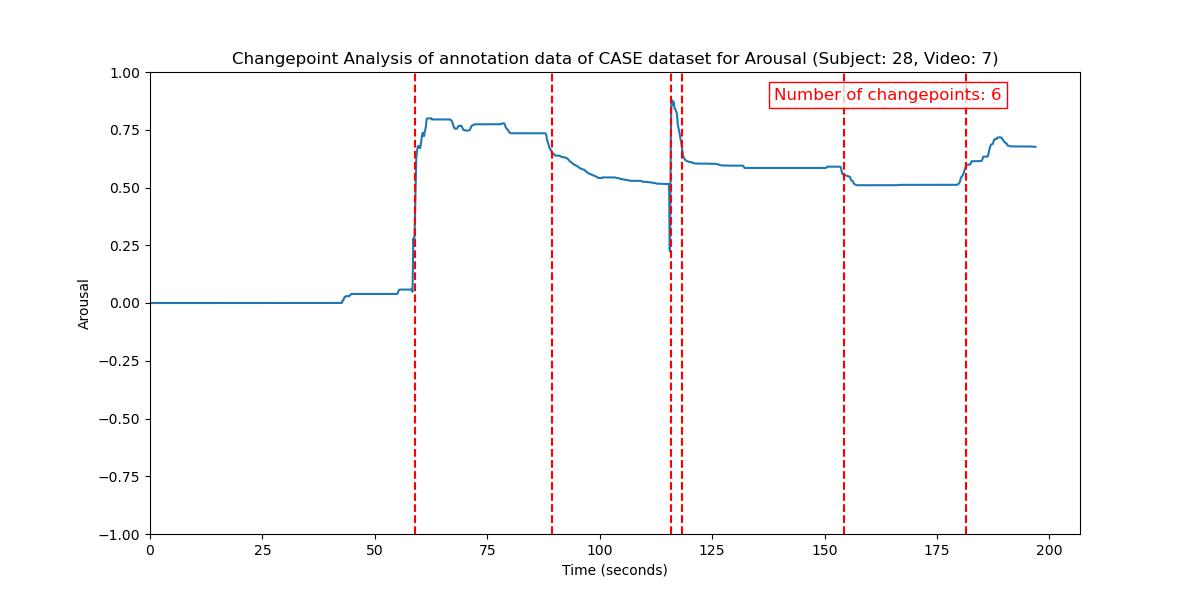 Changepoint Analysis of annotation data of CASE dataset for Arousal (Subject: 28, Video: 7)
Number of changepoints: 6
1.00
0.75
0.50
0.25
0.00
−0.25
−0.50
−0.75
−1.00
Arousal
0 25 50 75 100 125 150 175 200
Time (seconds)